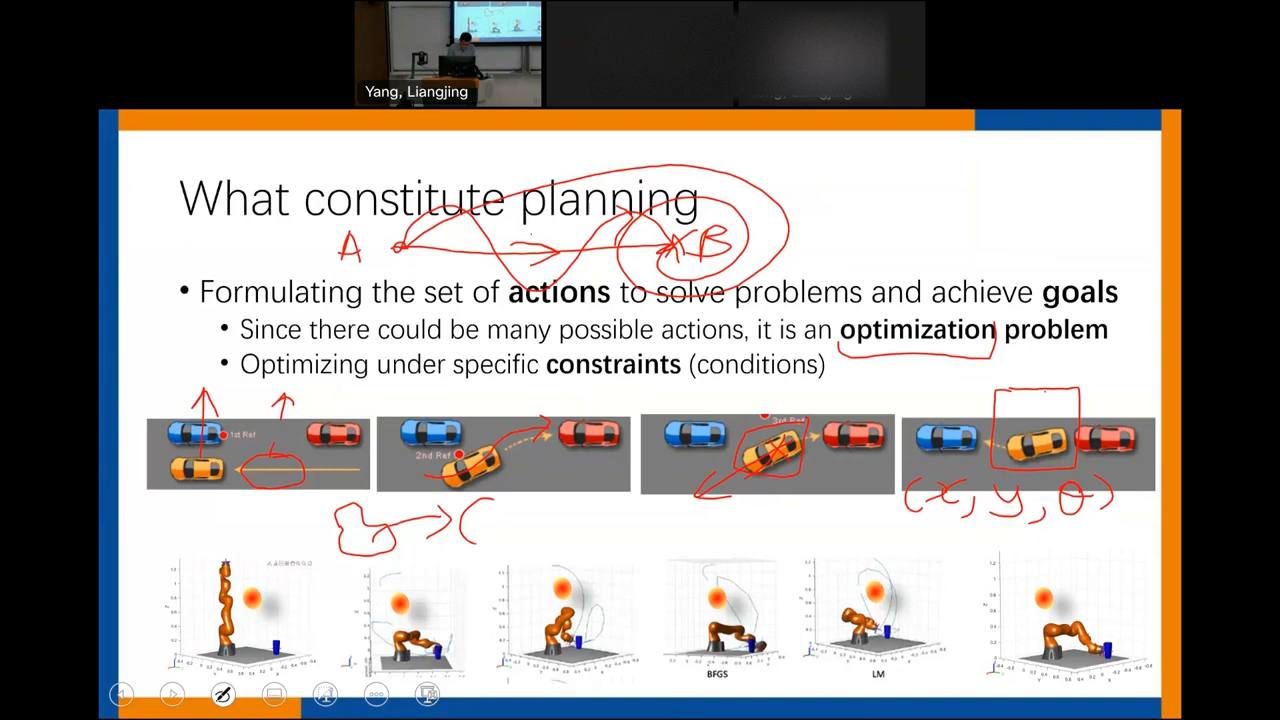 Yang, Liangjing
What constitute planning
A
B
• Formulating the set of actions to solve problems and achieve goals
• Since there could be many possible actions, it is an optimization problem
• Optimizing under specific constraints (conditions)
1st Ref
2nd Ref
3rd Ref
(x, y, θ)
BFGS
LM